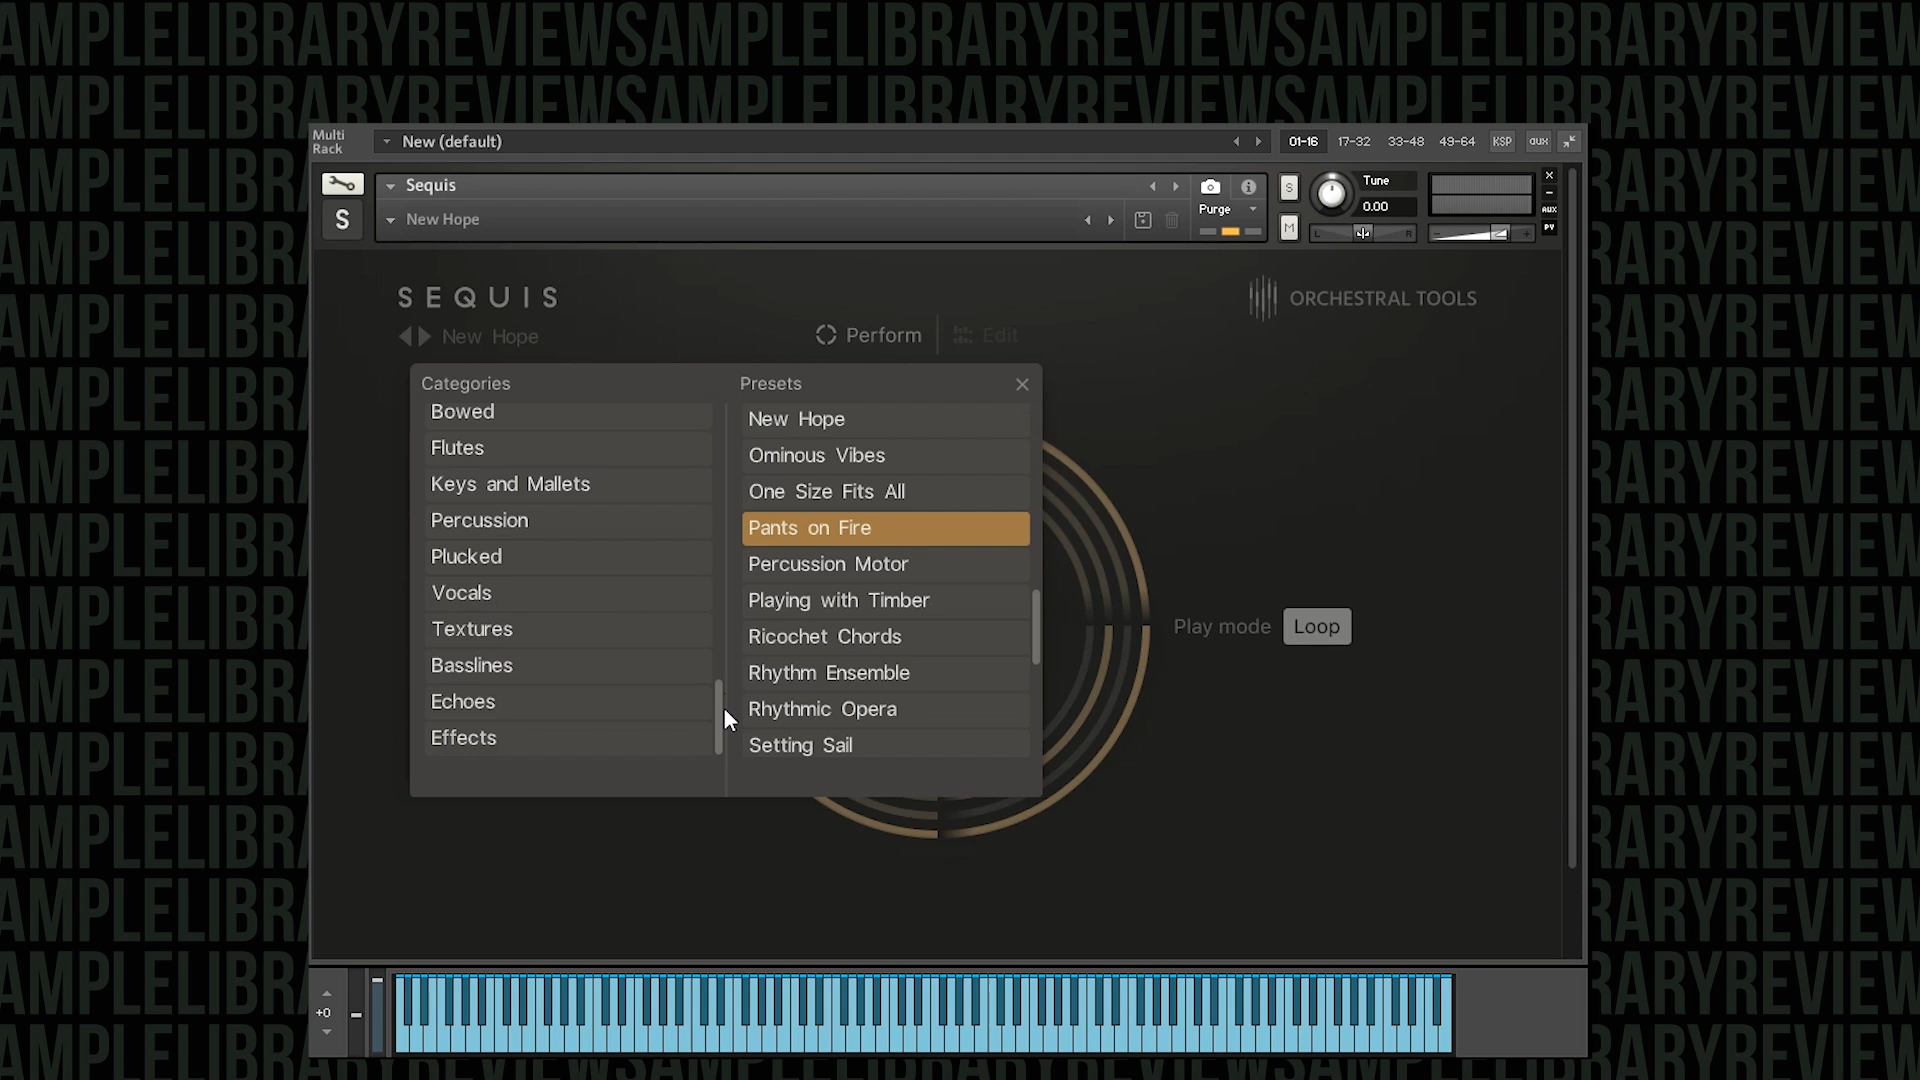 SAMPLELIBRARYREVIEWSAMPLELIBRARYREVIEW
Multi
Rack
New (default)
01-16 17-32 33-48 49-64 KSP aux
Sequis
New Hope
Purge
S
S
M
Tune
0.00
L R
AUX
PV
SEQUIS
ORCHESTRAL TOOLS
New Hope
Perform
Edit
Categories
Presets
Bowed
Flutes
Keys and Mallets
Percussion
Plucked
Vocals
Textures
Basslines
Echoes
Effects
New Hope
Ominous Vibes
One Size Fits All
Pants on Fire
Percussion Motor
Playing with Timber
Ricochet Chords
Rhythm Ensemble
Rhythmic Opera
Setting Sail
Play mode Loop
+0